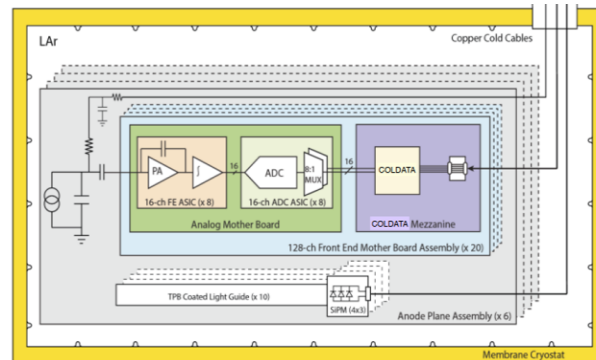 LAr
Copper Cold Cables
PA
∫
16
ADC
8:1
MUX
16
COLDATA
16-ch FE ASIC (x 8)
16-ch ADC ASIC (x 8)
Analog Mother Board
COLDATA Mezzanine
128-ch Front End Mother Board Assembly (x 20)
TPB Coated Light Guide (x 10)
SiPM (4x3)
Anode Plane Assembly (x 6)
Membrane Cryostat